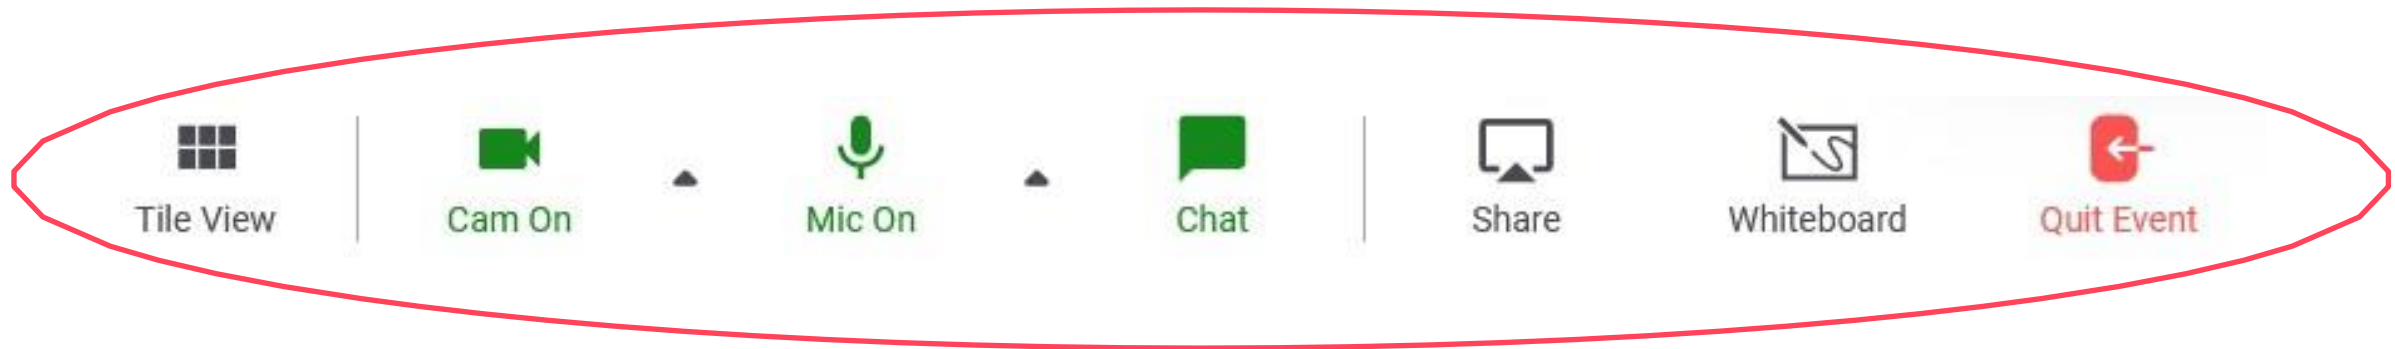 Tile View
Cam On
Mic On
Chat
Share
Whiteboard
Quit Event